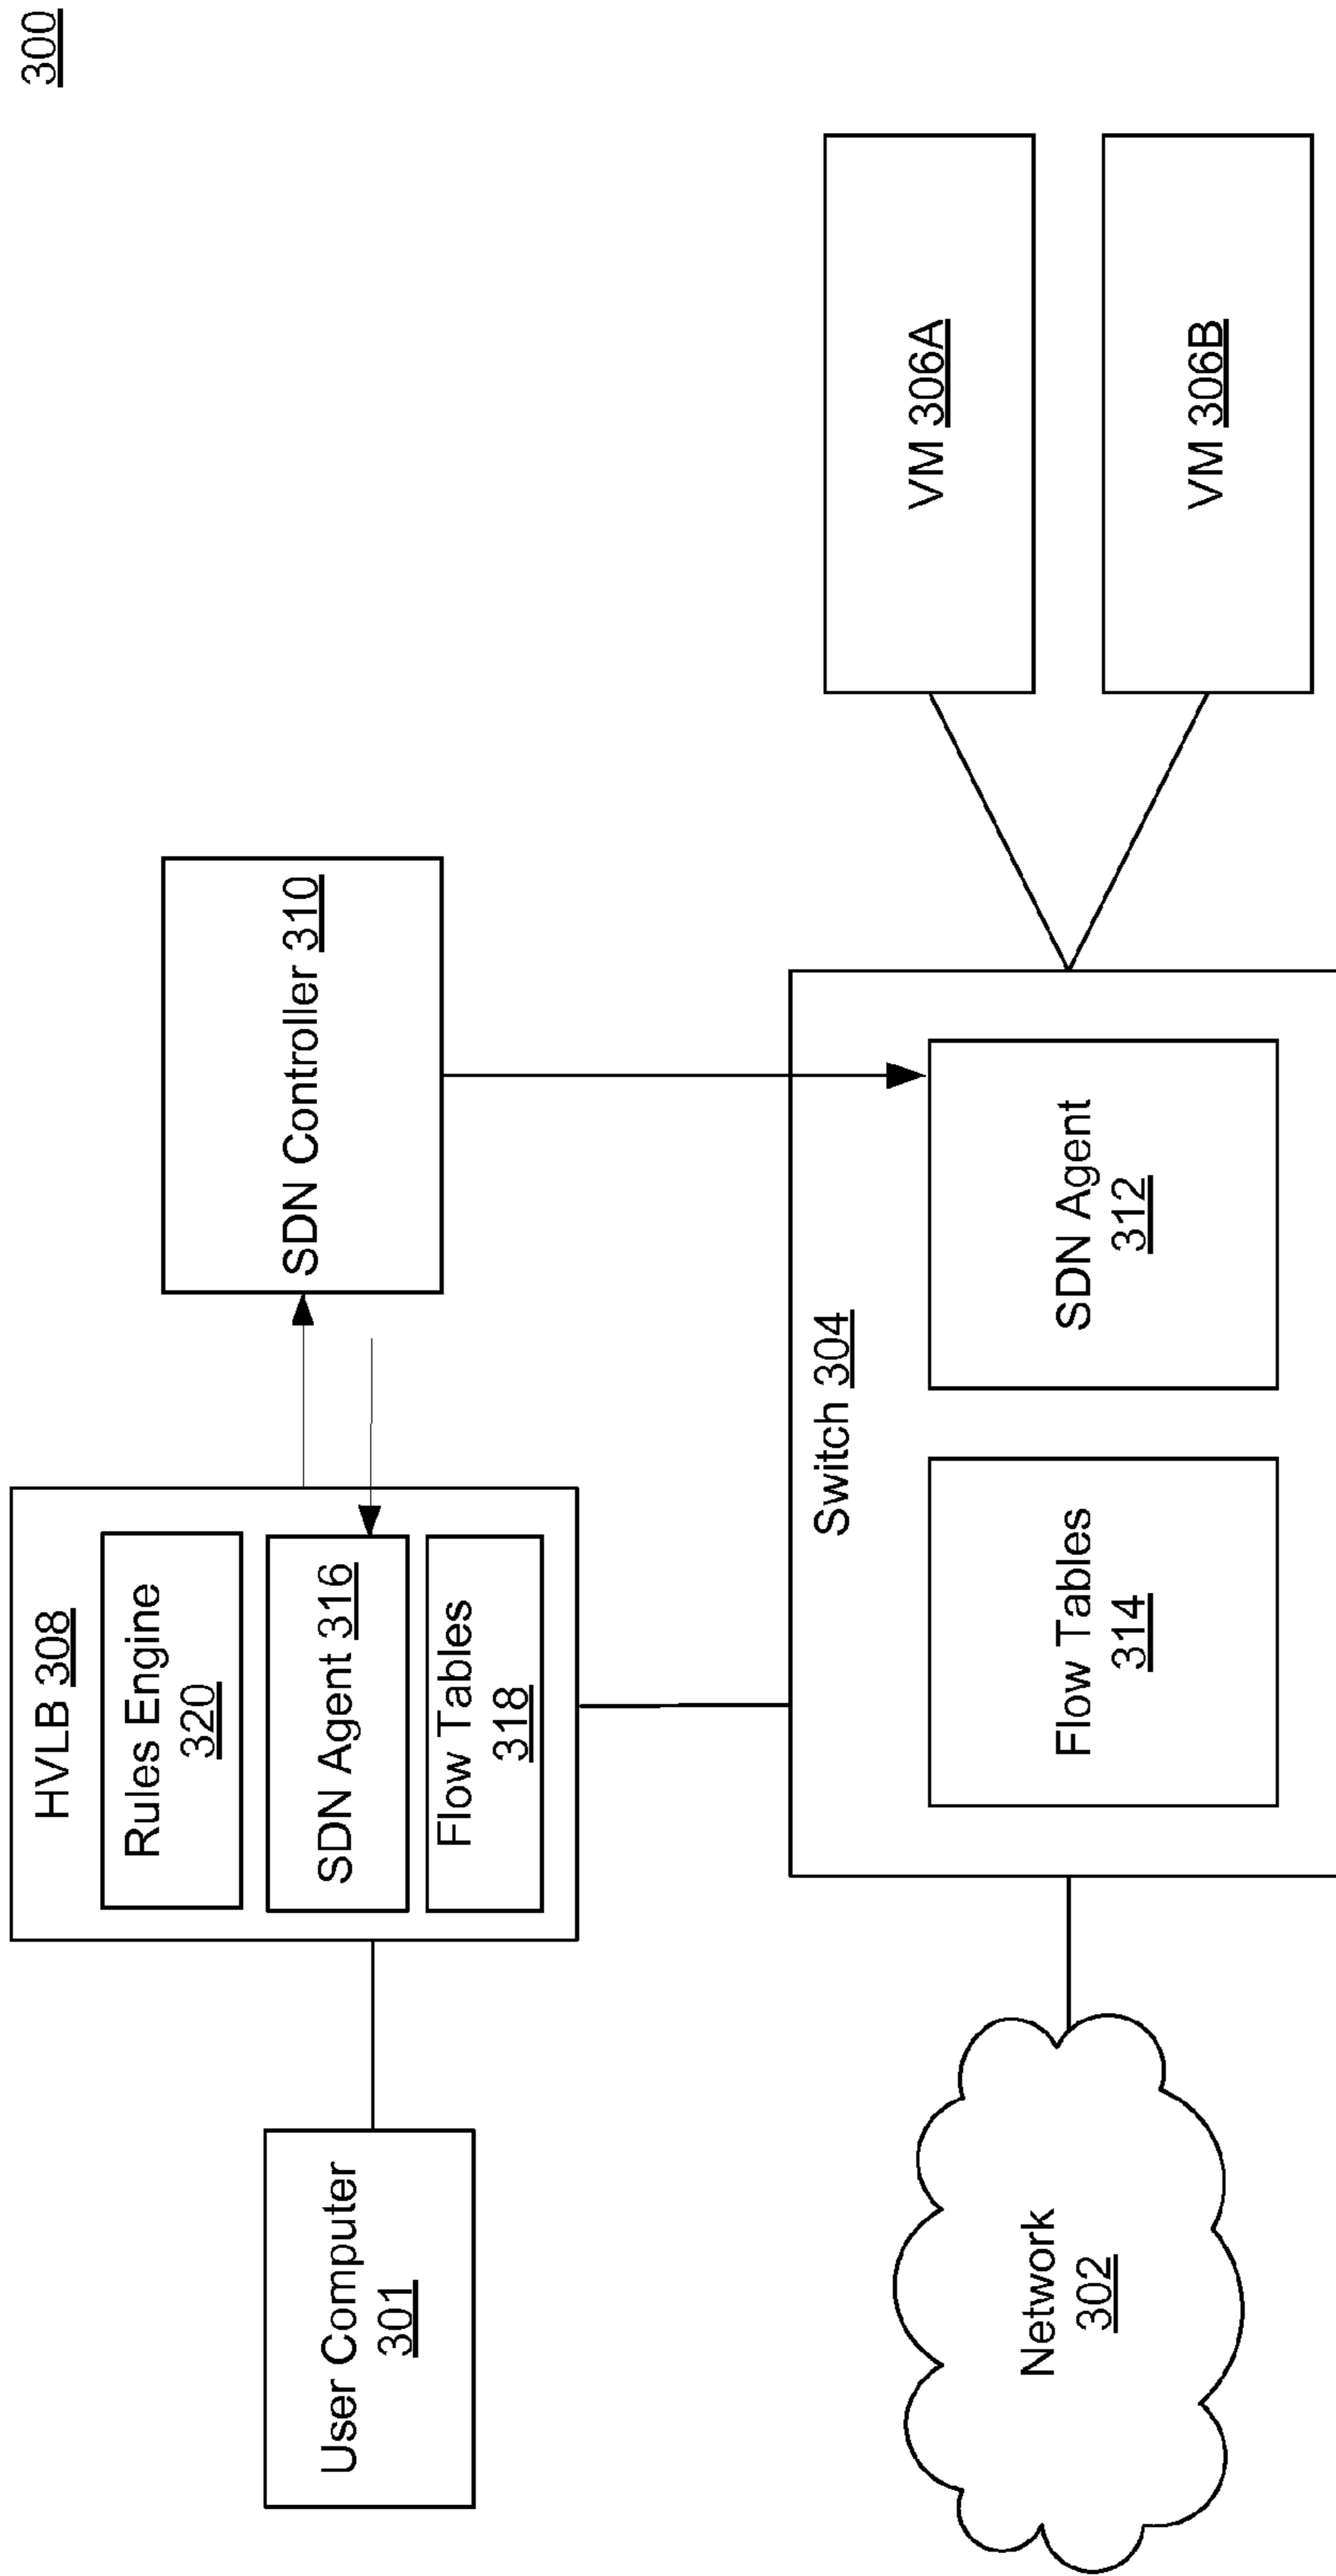 300
HVLB 308
Rules Engine
320
SDN Agent 316
Flow Tables
318
SDN Controller 310
User Computer
301
Switch 304
Flow Tables
314
SDN Agent
312
Network
302
VM 306A
VM 306B